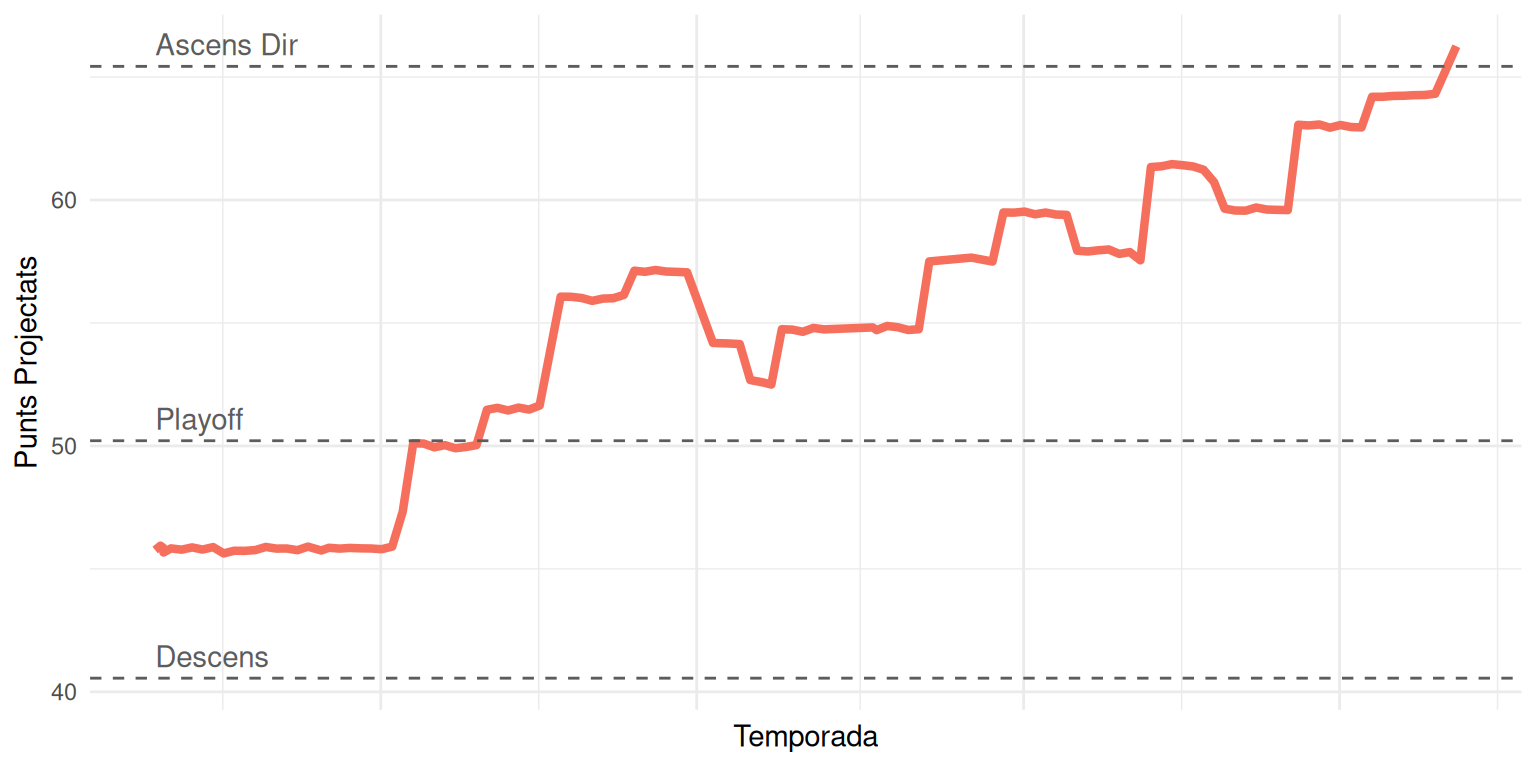 Ascens Dir
60
Punts Projectats
Playoff
50
Descens
40
Temporada